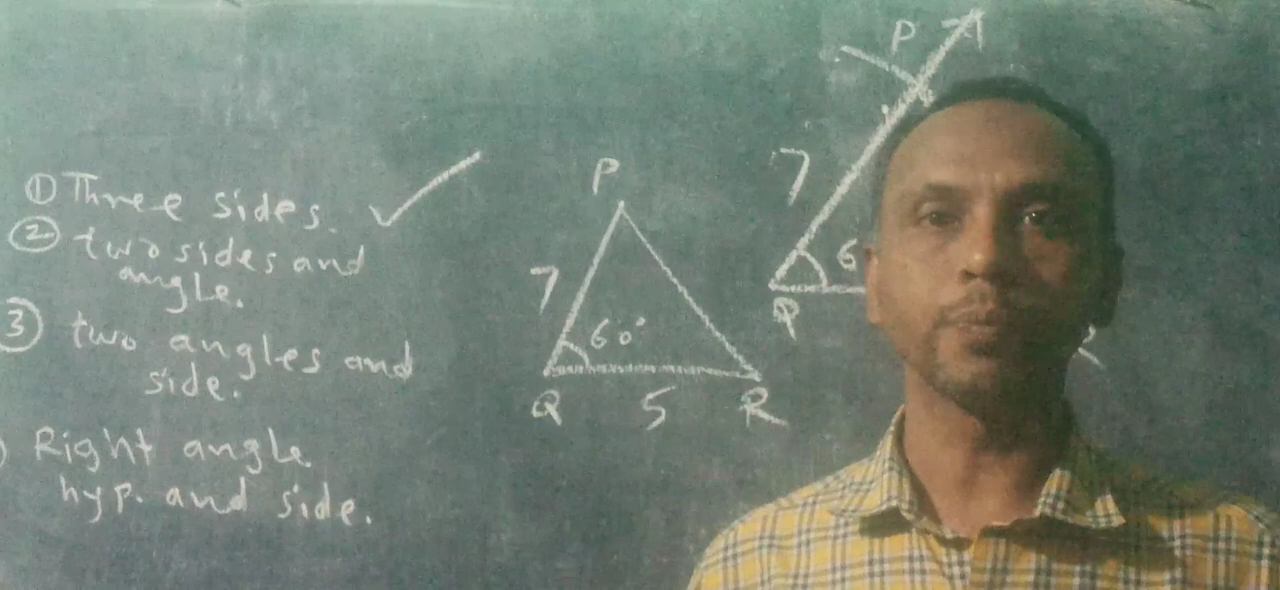 ① Three sides.
② two sides and
angle.
③ two angles and
side.
) Right angle
hyp. and side.
P
7
60°
Q
5
R
P
7
6
Q
R